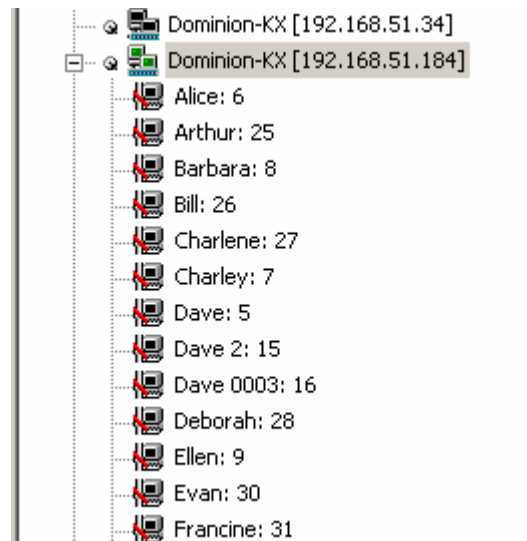 Dominion-KX [192.168.51.34]
Dominion-KX [192.168.51.184]
Alice: 6
Arthur: 25
Barbara: 8
Bill: 26
Charlene: 27
Charley: 7
Dave: 5
Dave 2: 15
Dave 0003: 16
Deborah: 28
Ellen: 9
Evan: 30
Francine: 31